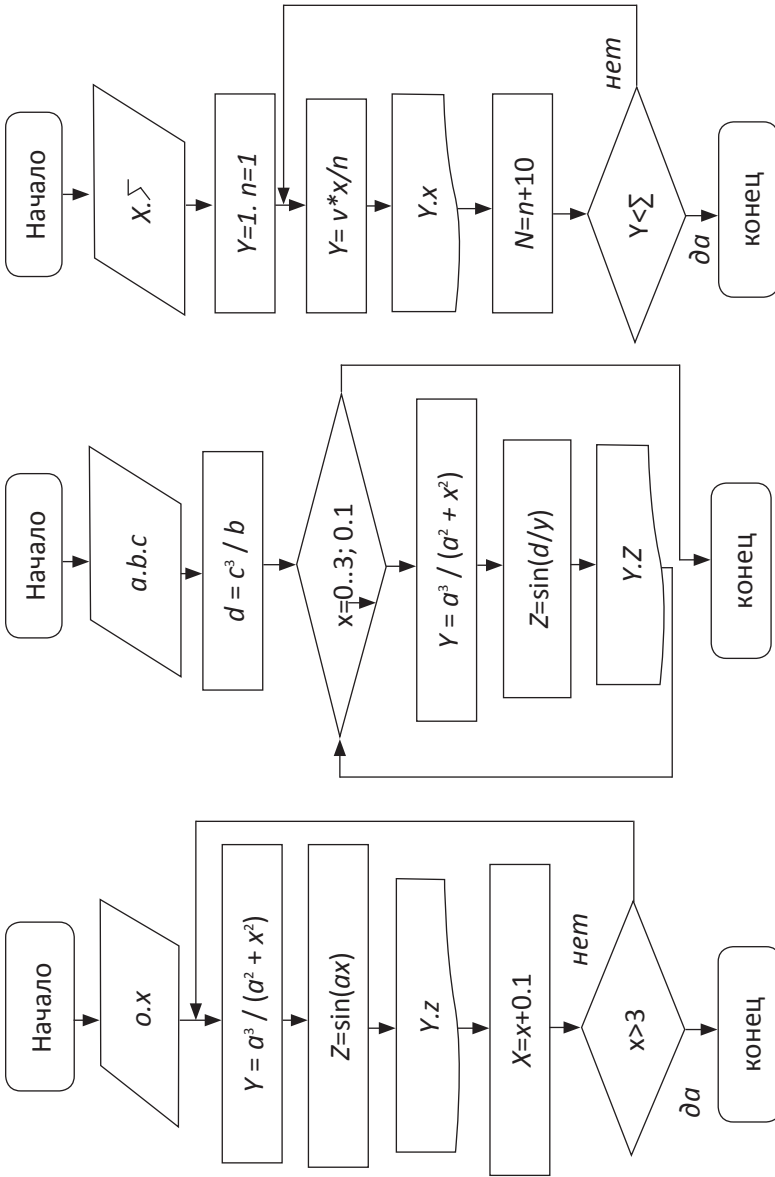 Начало
o.x
Y = a³ / (a² + x²)
Z=sin(ax)
Y.z
X=x+0.1
x>3
нет
да
конец
Начало
a.b.c
d = c³ / b
x=0..3; 0.1
Y = a³ / (a² + x²)
Z=sin(d/y)
Y.Z
конец
Начало
X.∑
Y=1. n=1
Y= v*x/n
Y.x
N=n+10
Y<Σ
нет
да
конец